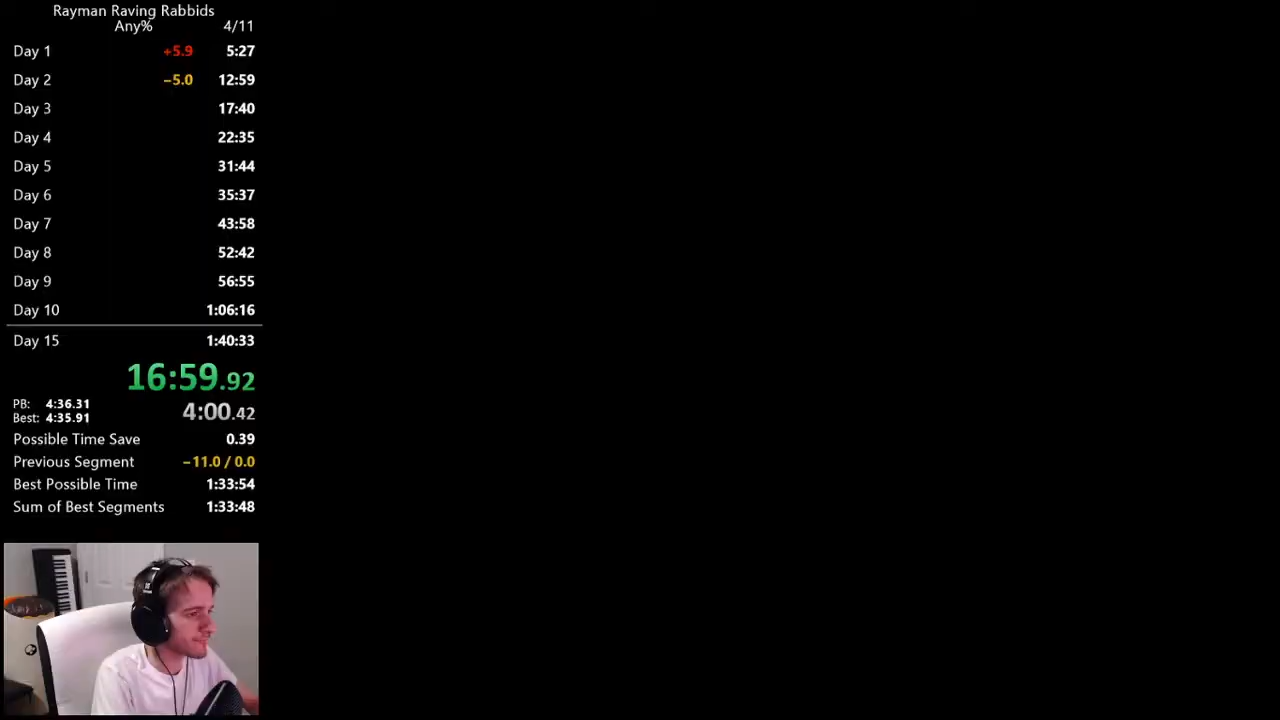 Rayman Raving Rabbids
Any% 4/11
Day 1 +5.9 5:27
Day 2 −5.0 12:59
Day 3 17:40
Day 4 22:35
Day 5 31:44
Day 6 35:37
Day 7 43:58
Day 8 52:42
Day 9 56:55
Day 10 1:06:16
Day 15 1:40:33
16:59.92
PB: 4:36.31
Best: 4:35.91
4:00.42
Possible Time Save 0.39
Previous Segment −11.0 / 0.0
Best Possible Time 1:33:54
Sum of Best Segments 1:33:48